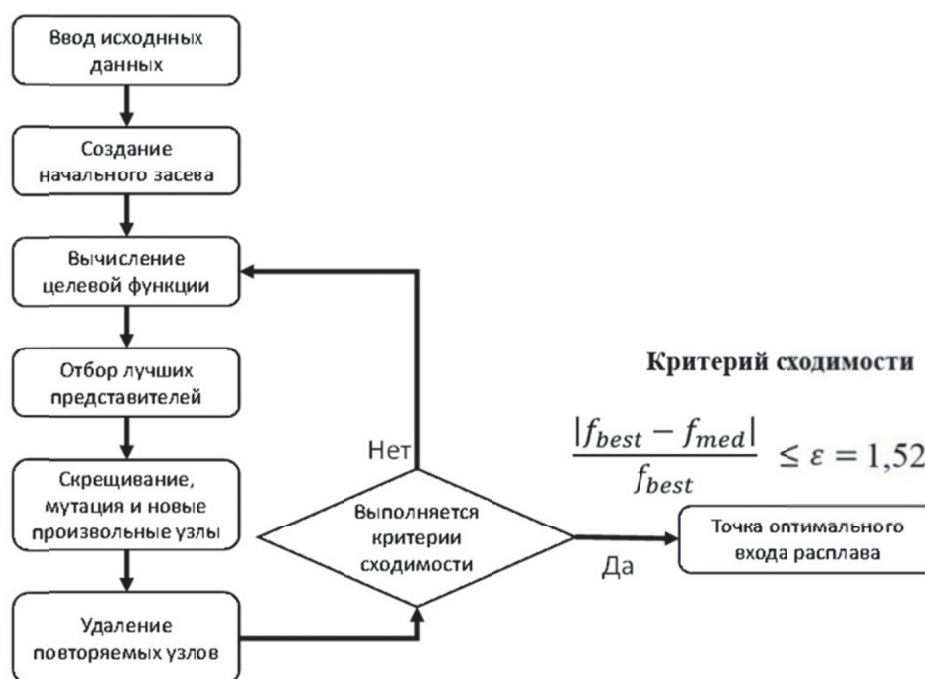 Ввод исходнных
данных
Создание
начального засева
Вычисление
целевой функции
Отбор лучших
представителей
Скрещивание,
мутация и новые
произвольные узлы
Удаление
повторяемых узлов
Нет
Выполняется
критерии
сходимости
Да
Критерий сходимости
|f_best − f_med| / f_best ≤ ε = 1,52
Точка оптимального
входа расплава